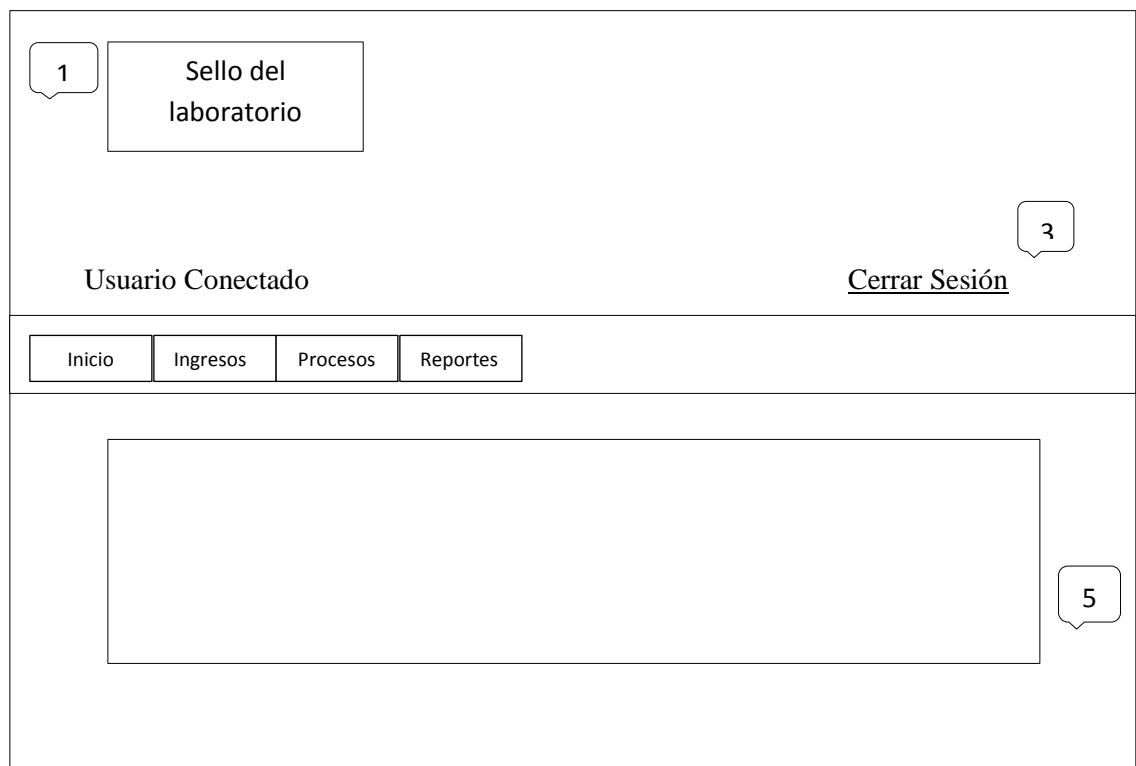 1
Sello del
laboratorio
3
Usuario Conectado
Cerrar Sesión
Inicio
Ingresos
Procesos
Reportes
5